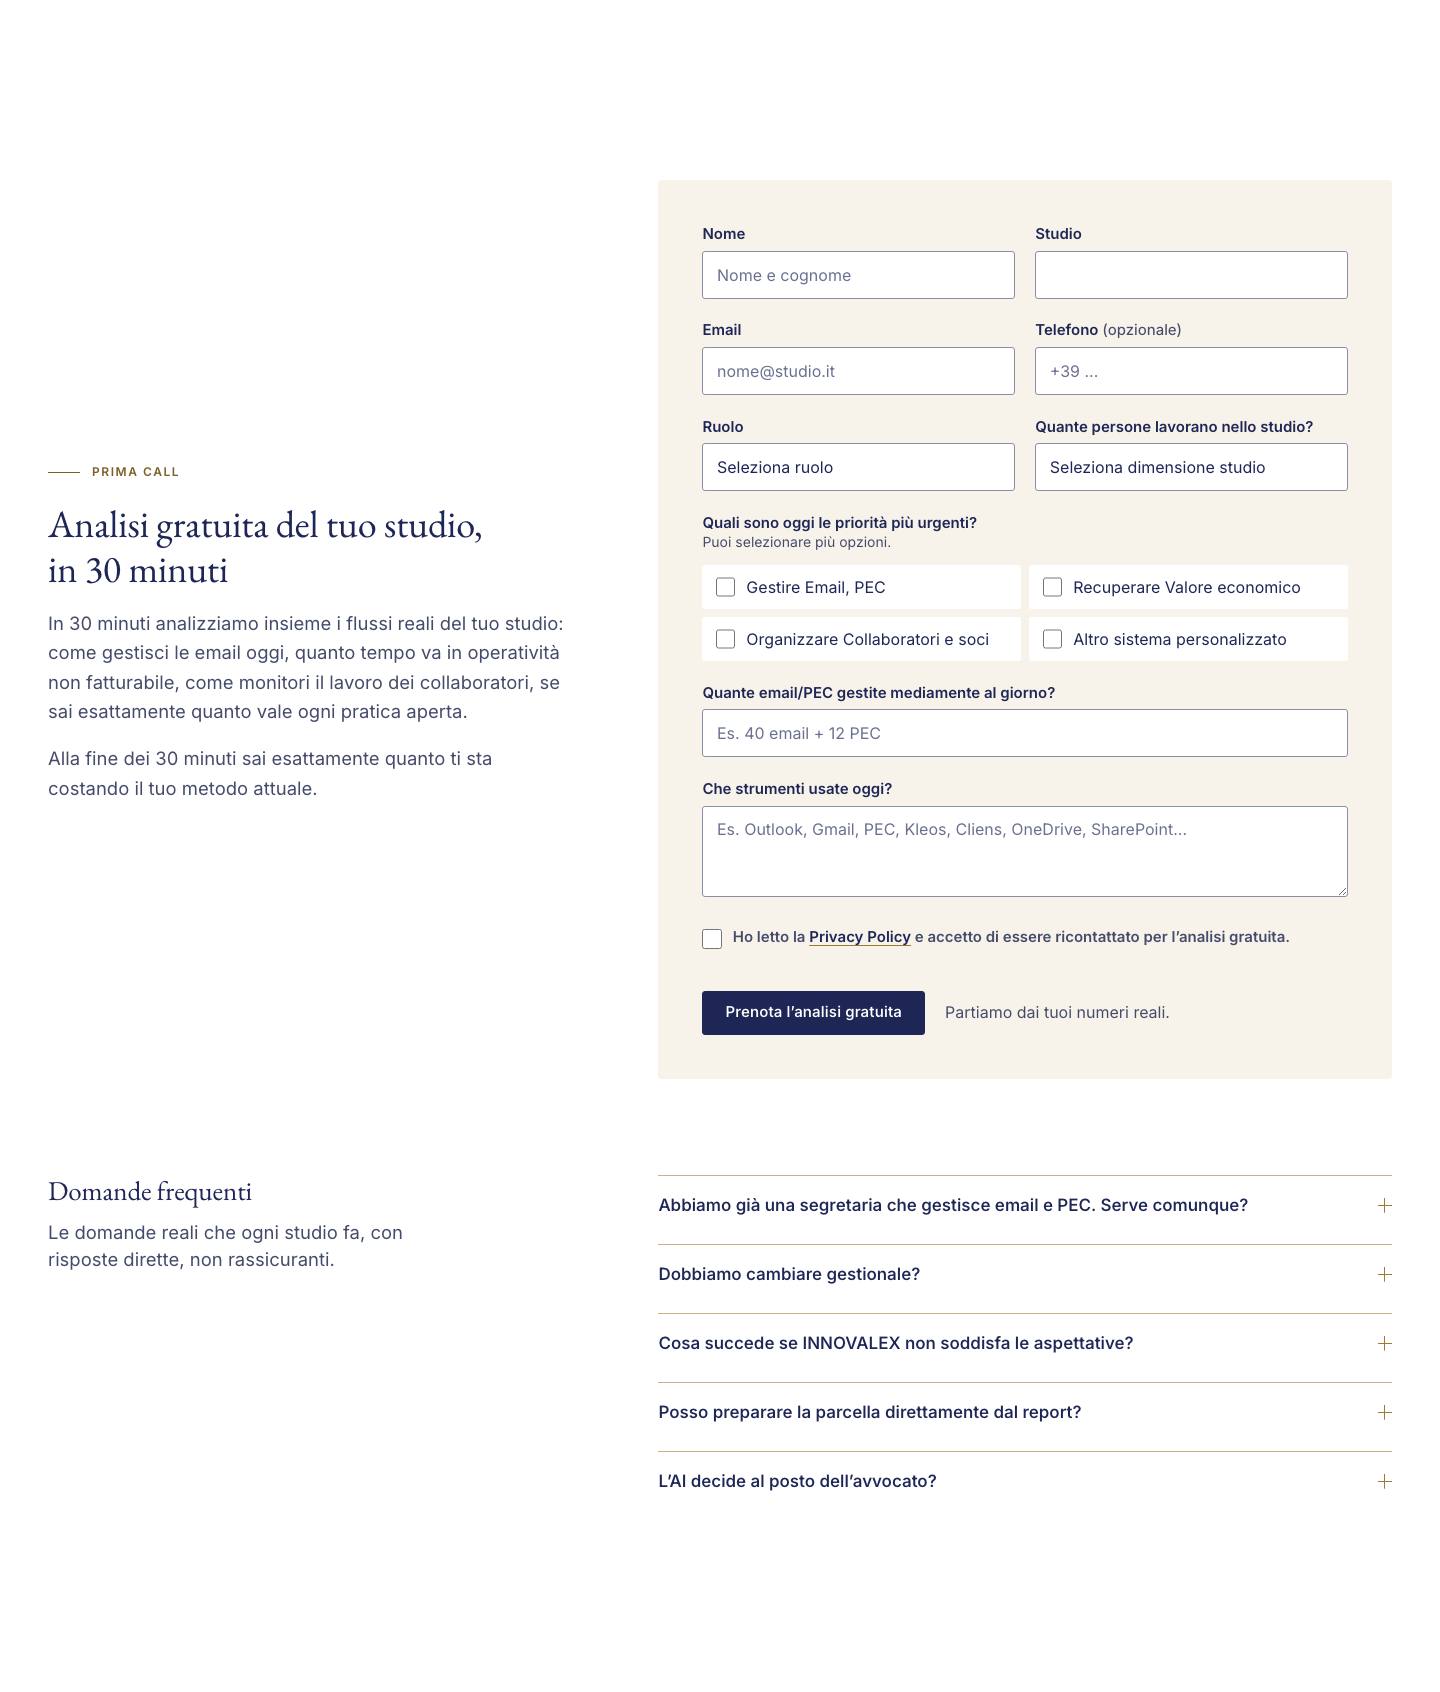 PRIMA CALL
Analisi gratuita del tuo studio,
in 30 minuti
In 30 minuti analizziamo insieme i flussi reali del tuo studio:
come gestisci le email oggi, quanto tempo va in operatività
non fatturabile, come monitori il lavoro dei collaboratori, se
sai esattamente quanto vale ogni pratica aperta.
Alla fine dei 30 minuti sai esattamente quanto ti sta
costando il tuo metodo attuale.
Nome
Nome e cognome
Studio
Email
nome@studio.it
Telefono (opzionale)
+39 ...
Ruolo
Seleziona ruolo
Quante persone lavorano nello studio?
Seleziona dimensione studio
Quali sono oggi le priorità più urgenti?
Puoi selezionare più opzioni.
Gestire Email, PEC
Recuperare Valore economico
Organizzare Collaboratori e soci
Altro sistema personalizzato
Quante email/PEC gestite mediamente al giorno?
Es. 40 email + 12 PEC
Che strumenti usate oggi?
Es. Outlook, Gmail, PEC, Kleos, Cliens, OneDrive, SharePoint...
Ho letto la Privacy Policy e accetto di essere ricontattato per l’analisi gratuita.
Prenota l’analisi gratuita
Partiamo dai tuoi numeri reali.
Domande frequenti
Le domande reali che ogni studio fa, con
risposte dirette, non rassicuranti.
Abbiamo già una segretaria che gestisce email e PEC. Serve comunque?
Dobbiamo cambiare gestionale?
Cosa succede se INNOVALEX non soddisfa le aspettative?
Posso preparare la parcella direttamente dal report?
L’AI decide al posto dell’avvocato?